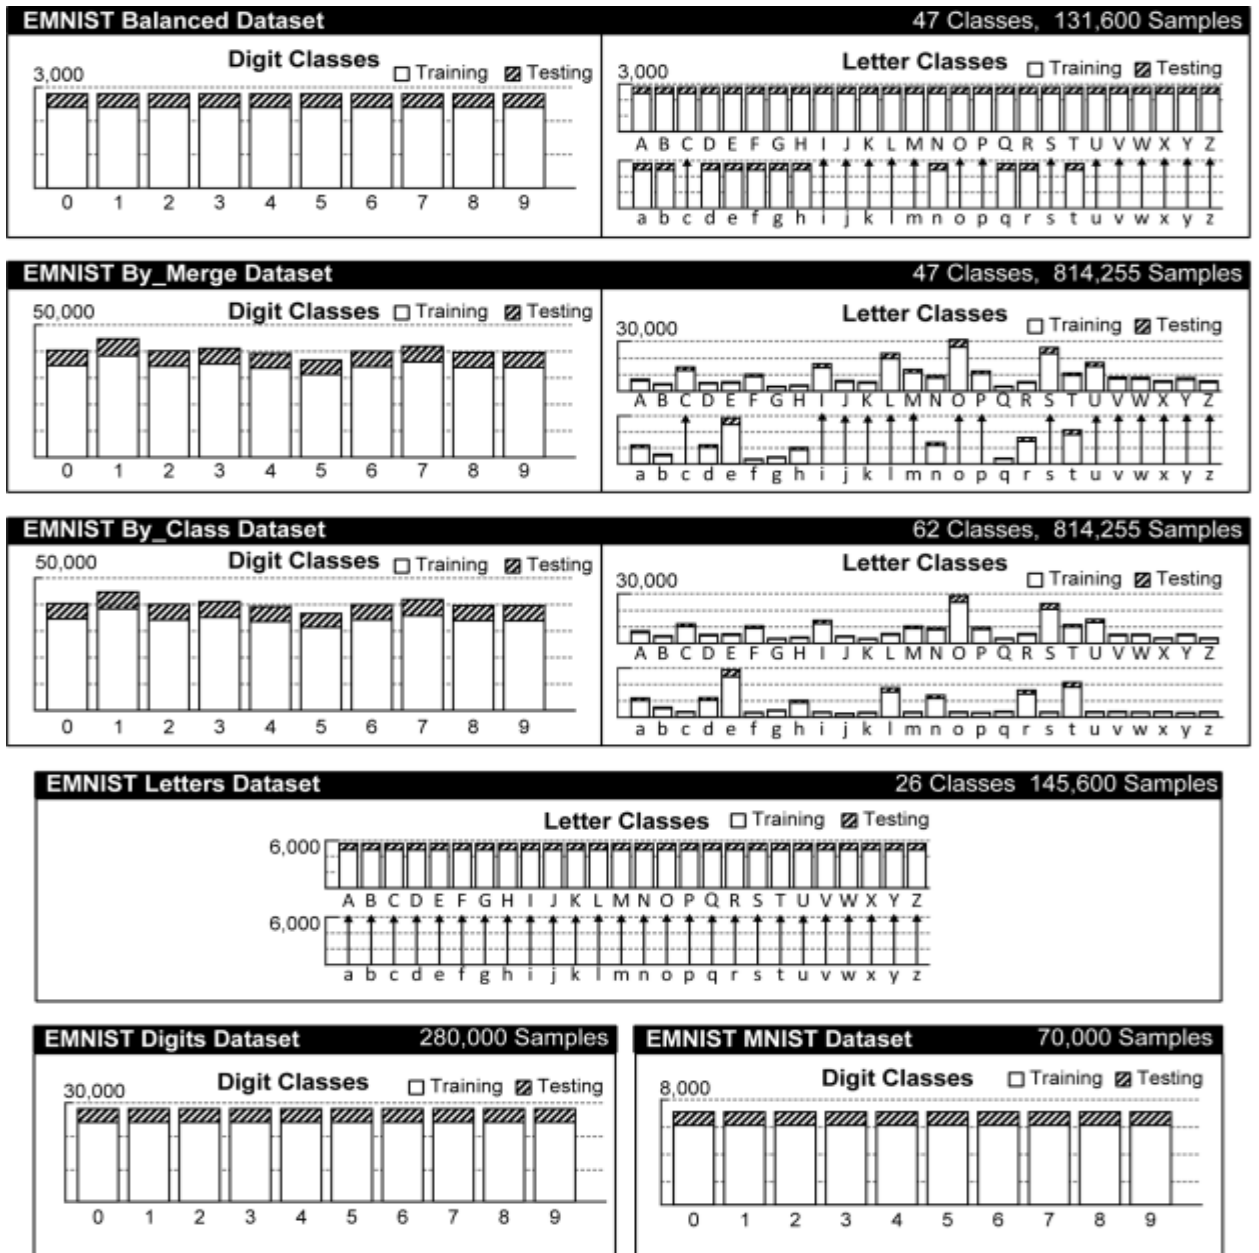 EMNIST Balanced Dataset 47 Classes, 131,600 Samples
Digit Classes Training Testing
3,000
0 1 2 3 4 5 6 7 8 9
Letter Classes Training Testing
3,000
A B C D E F G H I J K L M N O P Q R S T U V W X Y Z
a b c d e f g h i j k l m n o p q r s t u v w x y z
EMNIST By_Merge Dataset 47 Classes, 814,255 Samples
50,000 Digit Classes Training Testing
0 1 2 3 4 5 6 7 8 9
Letter Classes Training Testing
30,000
A B C D E F G H I J K L M N O P Q R S T U V W X Y Z
a b c d e f g h i j k l m n o p q r s t u v w x y z
EMNIST By_Class Dataset 62 Classes, 814,255 Samples
50,000 Digit Classes Training Testing
0 1 2 3 4 5 6 7 8 9
Letter Classes Training Testing
30,000
A B C D E F G H I J K L M N O P Q R S T U V W X Y Z
a b c d e f g h i j k l m n o p q r s t u v w x y z
EMNIST Letters Dataset 26 Classes 145,600 Samples
Letter Classes Training Testing
6,000
A B C D E F G H I J K L M N O P Q R S T U V W X Y Z
6,000
a b c d e f g h i j k l m n o p q r s t u v w x y z
EMNIST Digits Dataset 280,000 Samples
30,000 Digit Classes Training Testing
0 1 2 3 4 5 6 7 8 9
EMNIST MNIST Dataset 70,000 Samples
8,000 Digit Classes Training Testing
0 1 2 3 4 5 6 7 8 9